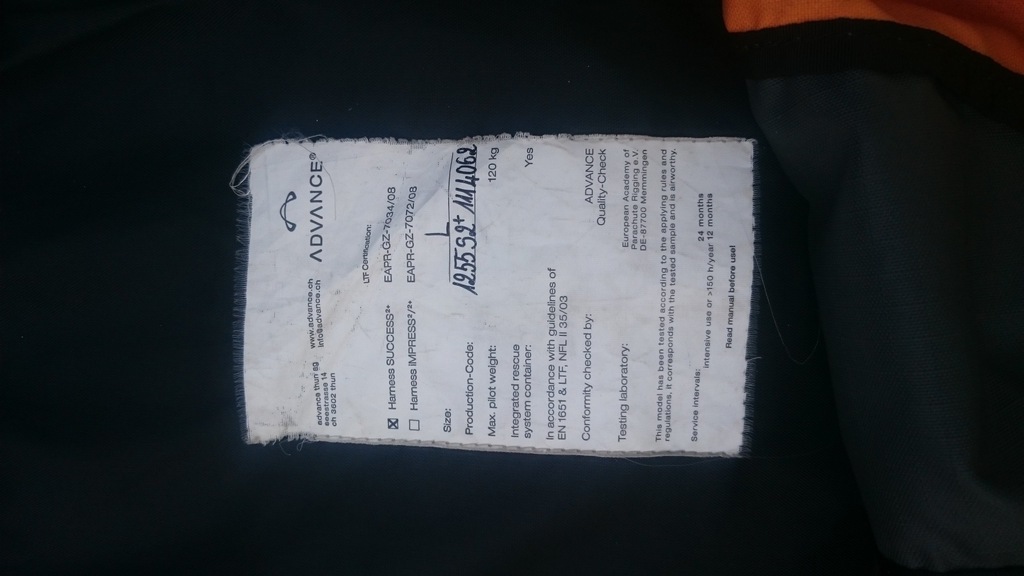 ADVANCE®
advance thun sg www.advance.ch
seestrasse 14 info@advance.ch
ch 3602 thun
LTF Certification:
☒ Harness SUCCESS²⁺ EAPR-GZ-7034/08
☐ Harness IMPRESS³/²⁺ EAPR-GZ-7072/08
Size: L
Production-Code: 1255592+ 1114062
Max. pilot weight: 120 kg
Integrated rescue
system container: Yes
In accordance with guidelines of
EN 1651 & LTF, NFL II 35/03
Conformity checked by: ADVANCE
Quality-Check
Testing laboratory: European Academy of
Parachute Rigging e.V.
DE-87700 Memmingen
This model has been tested according to the applying rules and
regulations, it corresponds with the tested sample and is airworthy.
Service intervals: 24 months
intensive use or >150 h/year 12 months
Read manual before use!